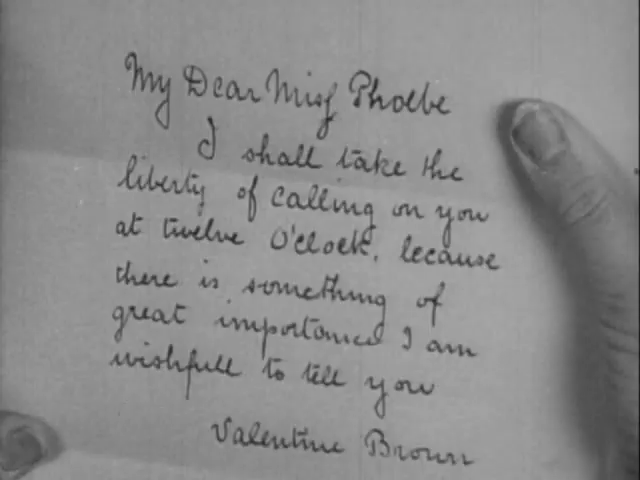 My Dear Miss Phoebe
I shall take the
liberty of calling on you
at twelve O'clock, because
there is something of
great importance I am
wishfull to tell you
Valentine Brown